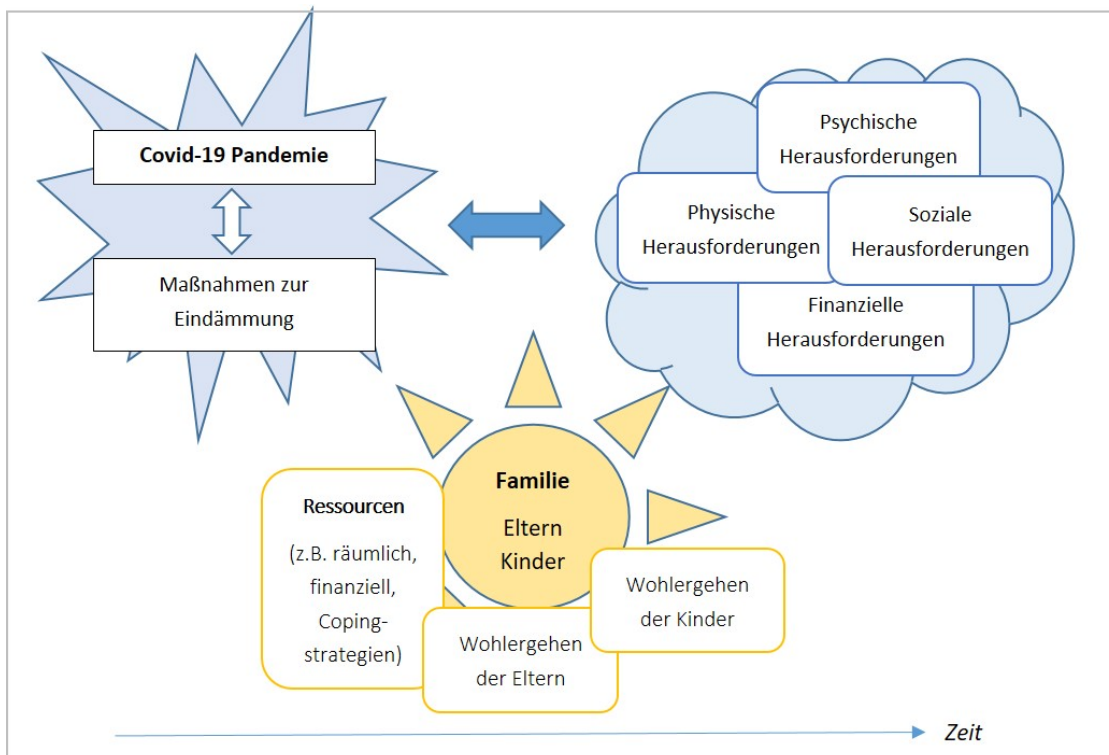 Covid-19 Pandemie
Maßnahmen zur
Eindämmung
Psychische
Herausforderungen
Physische
Herausforderungen
Soziale
Herausforderungen
Finanzielle
Herausforderungen
Familie
Eltern
Kinder
Ressourcen
(z.B. räumlich,
finanziell,
Coping-
strategien)
Wohlergehen
der Eltern
Wohlergehen
der Kinder
Zeit